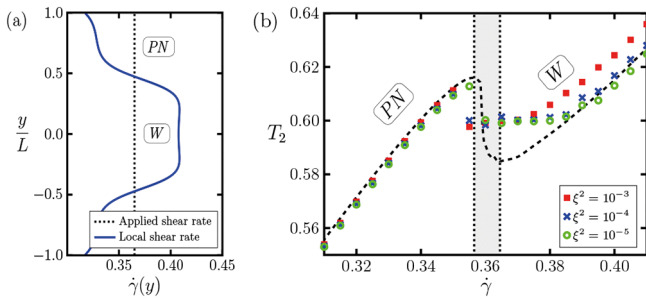 (a)
1.0
0.5
0.0
−0.5
−1.0
y/L
PN
W
Applied shear rate
Local shear rate
0.35 0.40 0.45
γ̇(y)
(b)
0.64
0.62
0.60
0.58
0.56
T₂
PN
W
ξ² = 10⁻³
ξ² = 10⁻⁴
ξ² = 10⁻⁵
0.32 0.34 0.36 0.38 0.40
γ̇